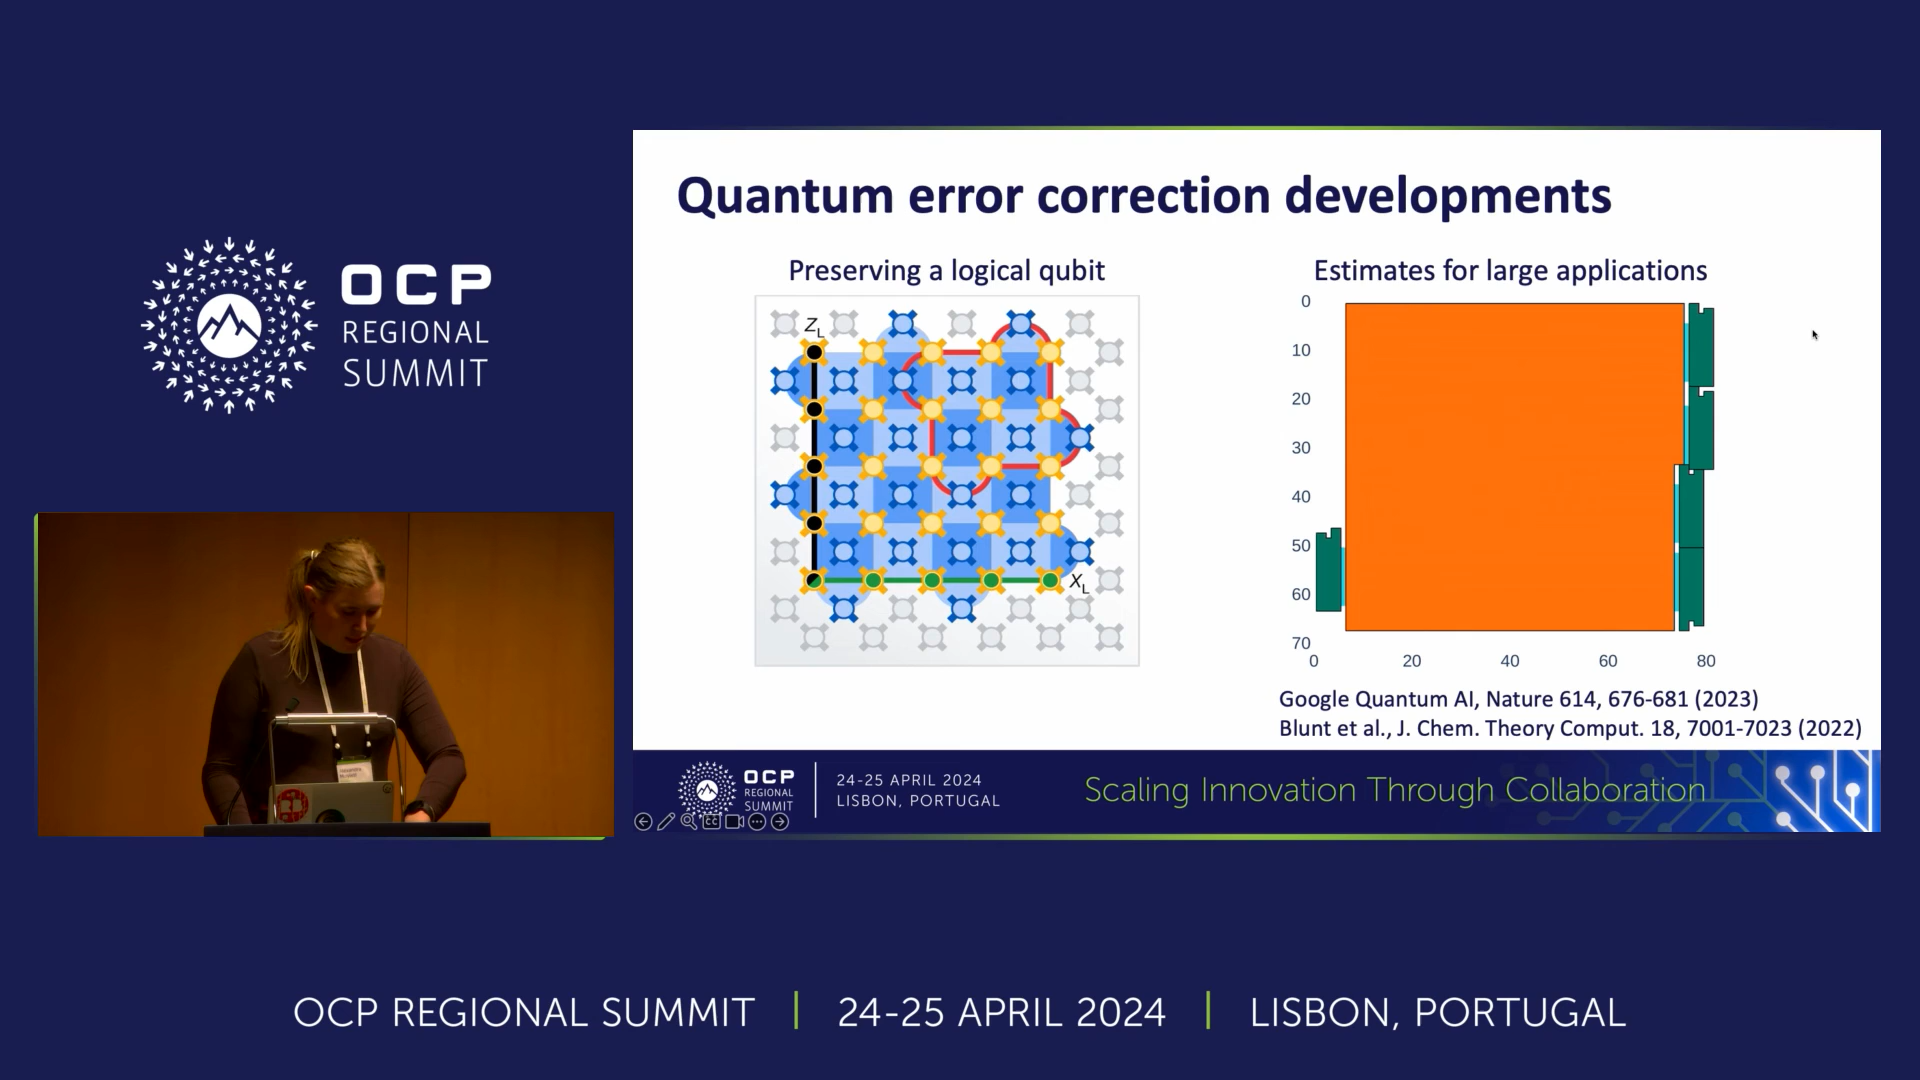 OCP
REGIONAL
SUMMIT
Quantum error correction developments
Preserving a logical qubit
Estimates for large applications
Z_L
X_L
0
10
20
30
40
50
60
70
0
20
40
60
80
Google Quantum AI, Nature 614, 676-681 (2023)
Blunt et al., J. Chem. Theory Comput. 18, 7001-7023 (2022)
OCP
REGIONAL
SUMMIT
24-25 APRIL 2024
LISBON, PORTUGAL
Scaling Innovation Through Collaboration
CC
OCP REGIONAL SUMMIT | 24-25 APRIL 2024 | LISBON, PORTUGAL